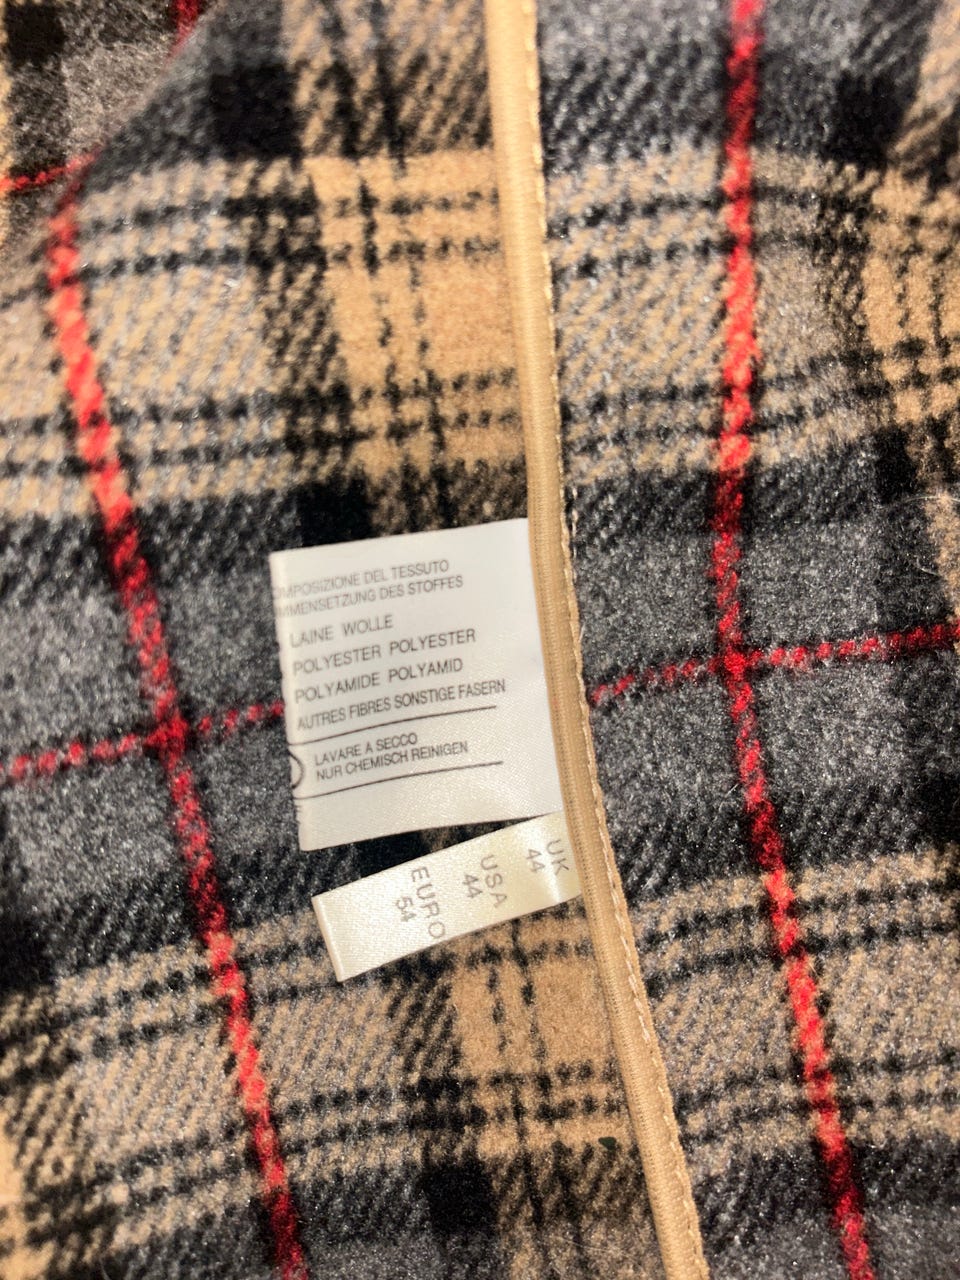 MPOSIZIONE DEL TESSUTO
MMENSETZUNG DES STOFFES
LAINE WOLLE
POLYESTER POLYESTER
POLYAMIDE POLYAMID
AUTRES FIBRES SONSTIGE FASERN
LAVARE A SECCO
NUR CHEMISCH REINIGEN
UK
44
USA
44
EURO
54